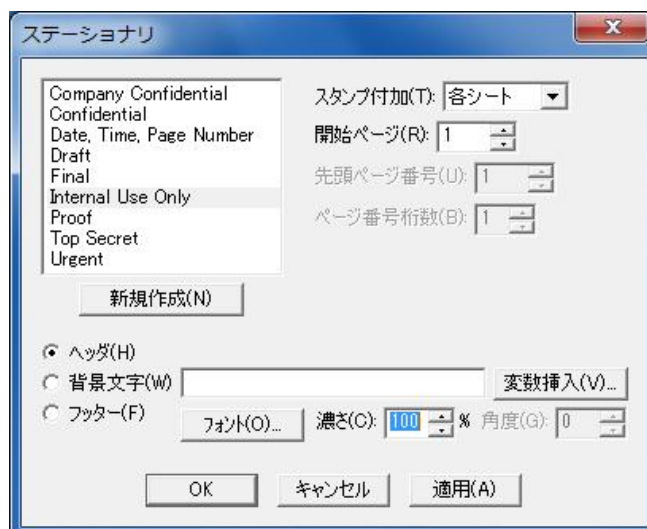 ステーショナリ
Company Confidential
Confidential
Date, Time, Page Number
Draft
Final
Internal Use Only
Proof
Top Secret
Urgent
新規作成(N)
スタンプ付加(T): 各シート
開始ページ(R): 1
先頭ページ番号(U): 1
ページ番号桁数(B): 1
ヘッダ(H)
背景文字(W) 変数挿入(V)...
フッター(F) フォント(O)... 濃さ(C): 100 % 角度(G): 0
OK キャンセル 適用(A)